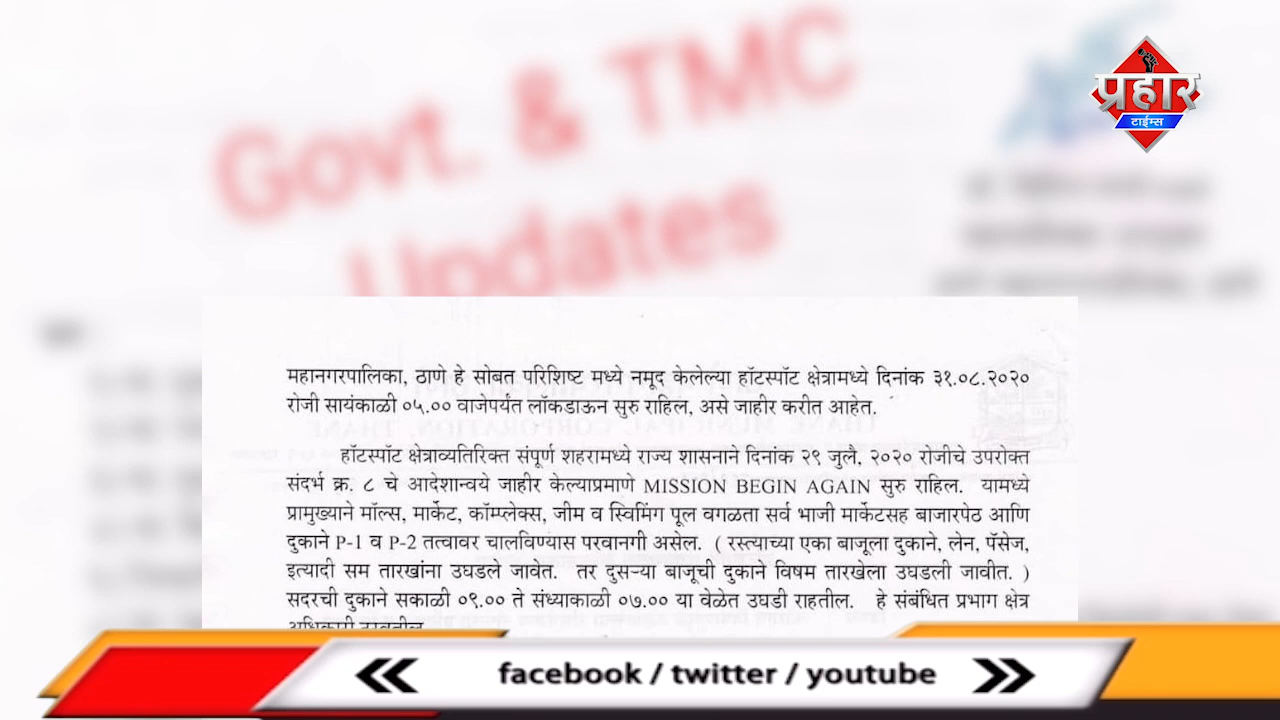 Govt. & TMC
Updates
प्रहार
टाईम्स
महानगरपालिका, ठाणे हे सोबत परिशिष्ट मध्ये नमूद केलेल्या हॉटस्पॉट क्षेत्रामध्ये दिनांक ३१.०८.२०२०
रोजी सायंकाळी ०५.०० वाजेपर्यंत लॉकडाऊन सुरु राहिल, असे जाहीर करीत आहेत.
हॉटस्पॉट क्षेत्राव्यतिरिक्त संपूर्ण शहरामध्ये राज्य शासनाने दिनांक २९ जुलै, २०२० रोजीचे उपरोक्त
संदर्भ क्र. ८ चे आदेशान्वये जाहीर केल्याप्रमाणे MISSION BEGIN AGAIN सुरु राहिल. यामध्ये
प्रामुख्याने मॉल्स, मार्केट, कॉम्प्लेक्स, जीम व स्विमिंग पूल वगळता सर्व भाजी मार्केटसह बाजारपेठ आणि
दुकाने P-1 व P-2 तत्वावर चालविण्यास परवानगी असेल. ( रस्त्याच्या एका बाजूला दुकाने, लेन, पॅसेज,
इत्यादी सम तारखांना उघडले जावेत. तर दुसऱ्या बाजूची दुकाने विषम तारखेला उघडली जावीत. )
सदरची दुकाने सकाळी ०९.०० ते संध्याकाळी ०७.०० या वेळेत उघडी राहतील. हे संबंधित प्रभाग क्षेत्र
facebook / twitter / youtube